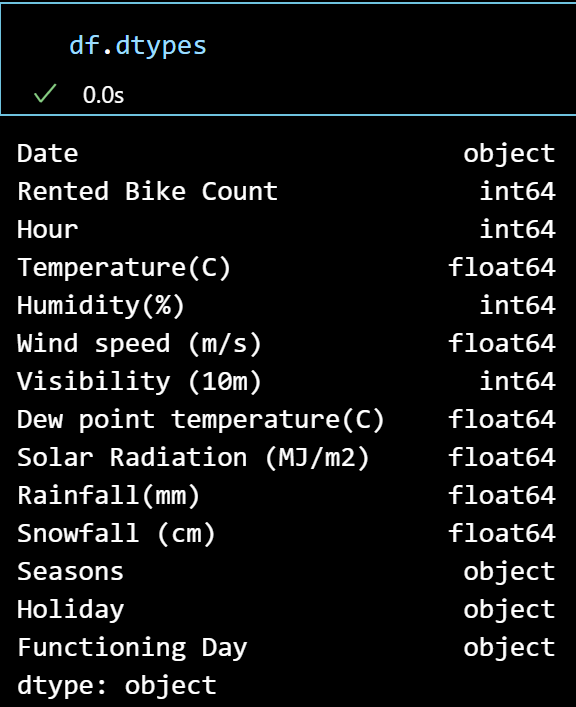 df.dtypes
0.0s
Date object
Rented Bike Count int64
Hour int64
Temperature(C) float64
Humidity(%) int64
Wind speed (m/s) float64
Visibility (10m) int64
Dew point temperature(C) float64
Solar Radiation (MJ/m2) float64
Rainfall(mm) float64
Snowfall (cm) float64
Seasons object
Holiday object
Functioning Day object
dtype: object